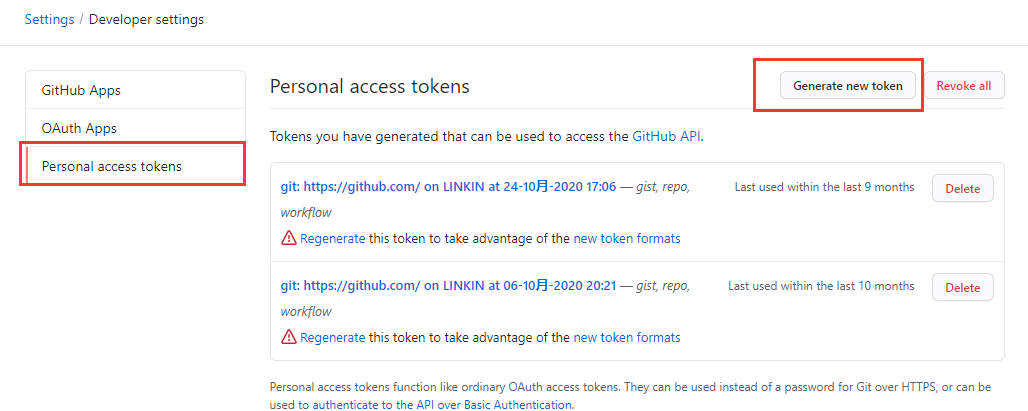 Settings / Developer settings
GitHub Apps
OAuth Apps
Personal access tokens
Personal access tokens
Generate new token
Revoke all
Tokens you have generated that can be used to access the GitHub API.
git: https://github.com/ on LINKIN at 24-10月-2020 17:06 — gist, repo,
workflow
Last used within the last 9 months
Delete
Regenerate this token to take advantage of the new token formats
git: https://github.com/ on LINKIN at 06-10月-2020 20:21 — gist, repo,
workflow
Last used within the last 10 months
Delete
Regenerate this token to take advantage of the new token formats
Personal access tokens function like ordinary OAuth access tokens. They can be used instead of a password for Git over HTTPS, or can be
used to authenticate to the API over Basic Authentication.